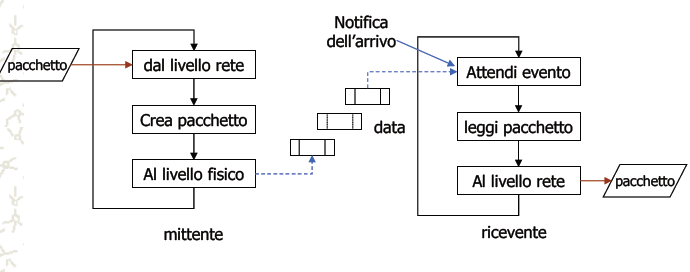 pacchetto
dal livello rete
Crea pacchetto
Al livello fisico
mittente
data
Notifica
dell'arrivo
Attendi evento
leggi pacchetto
Al livello rete
pacchetto
ricevente